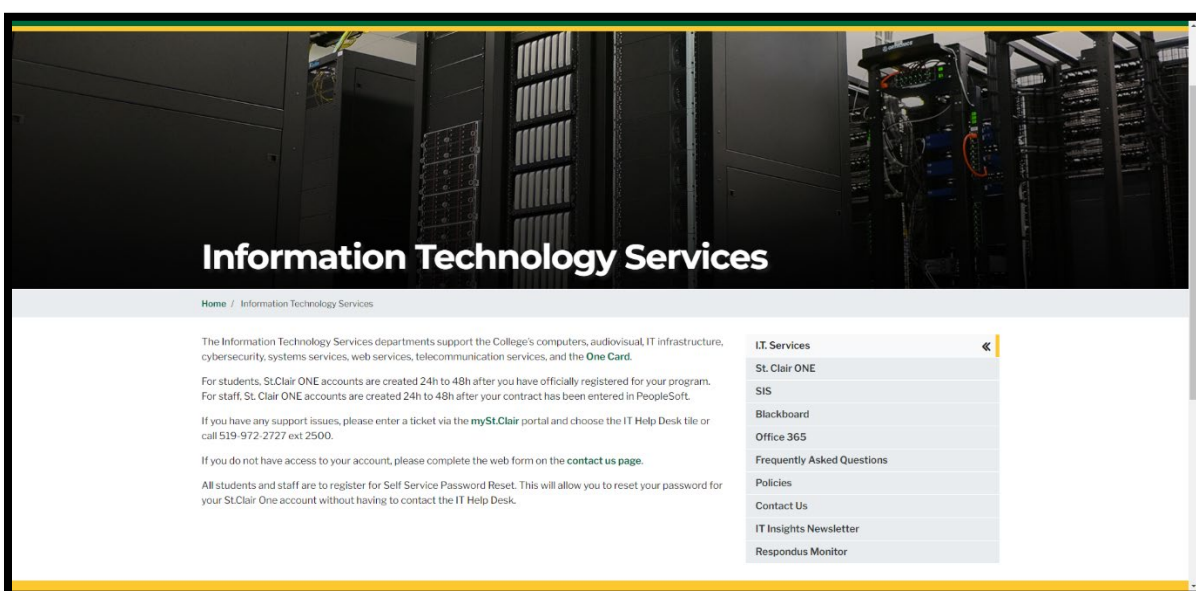 Information Technology Services
Home / Information Technology Services
The Information Technology Services departments support the College's computers, audiovisual, IT infrastructure,
cybersecurity, systems services, web services, telecommunication services, and the One Card.
For students, St.Clair ONE accounts are created 24h to 48h after you have officially registered for your program.
For staff, St. Clair ONE accounts are created 24h to 48h after your contract has been entered in PeopleSoft.
If you have any support issues, please enter a ticket via the mySt.Clair portal and choose the IT Help Desk tile or
call 519-972-2727 ext 2500.
If you do not have access to your account, please complete the web form on the contact us page.
All students and staff are to register for Self Service Password Reset. This will allow you to reset your password for
your St.Clair One account without having to contact the IT Help Desk.
I.T. Services
St. Clair ONE
SIS
Blackboard
Office 365
Frequently Asked Questions
Policies
Contact Us
IT Insights Newsletter
Respondus Monitor